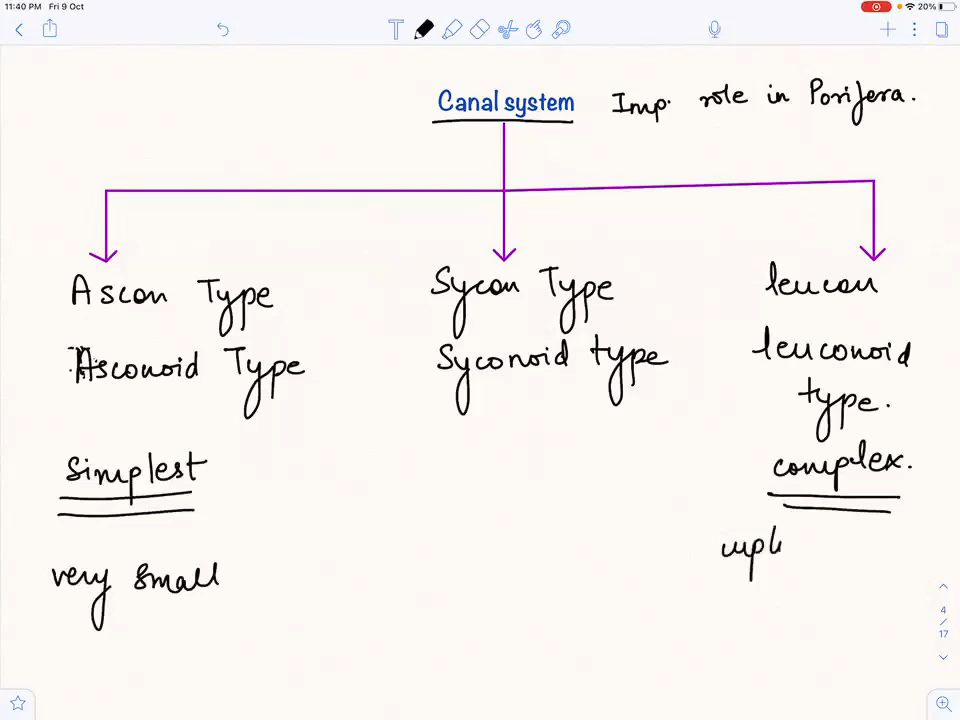 11:40 PM Fri 9 Oct
20%
Canal system Imp. role in Porifera.
Ascon Type
Sycon Type
leucon
Asconoid Type
Syconoid type
leuconoid
type.
simplest
complex.
very small
4
/
17